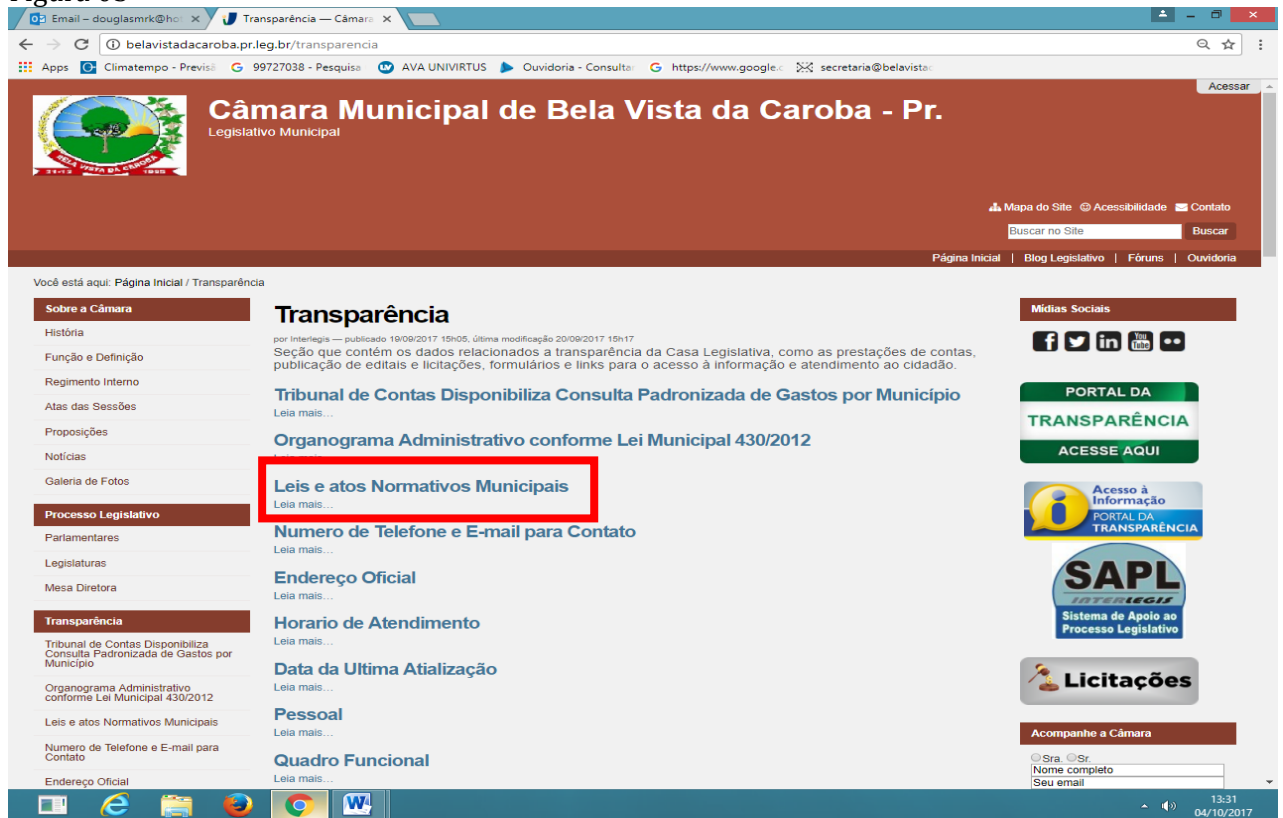 Email – douglasmrk@ho
Transparência — Câmara
belavistadacaroba.pr.leg.br/transparencia
Apps Climatempo - Previs 99727038 - Pesquisa AVA UNIVIRTUS Ouvidoria - Consulta https://www.google.c secretaria@belavista
Acessar
Câmara Municipal de Bela Vista da Caroba - Pr.
Legislativo Municipal
BELA VISTA DA CAROBA
Mapa do Site Acessibilidade Contato
Buscar no Site Buscar
Página Inicial | Blog Legislativo | Fóruns | Ouvidoria
Você está aqui: Página Inicial / Transparência
Sobre a Câmara
História
Função e Definição
Regimento Interno
Atas das Sessões
Proposições
Notícias
Galeria de Fotos
Processo Legislativo
Parlamentares
Legislaturas
Mesa Diretora
Transparência
Tribunal de Contas Disponibiliza
Consulta Padronizada de Gastos por
Município
Organograma Administrativo
conforme Lei Municipal 430/2012
Leis e atos Normativos Municipais
Numero de Telefone e E-mail para
Contato
Endereço Oficial
Transparência
por Interlegis — publicado 19/09/2017 15h05, última modificação 20/09/2017 15h17
Seção que contém os dados relacionados a transparência da Casa Legislativa, como as prestações de contas,
publicação de editais e licitações, formulários e links para o acesso à informação e atendimento ao cidadão.
Tribunal de Contas Disponibiliza Consulta Padronizada de Gastos por Município
Leia mais…
Organograma Administrativo conforme Lei Municipal 430/2012
Leis e atos Normativos Municipais
Leia mais…
Numero de Telefone e E-mail para Contato
Leia mais…
Endereço Oficial
Leia mais…
Horario de Atendimento
Leia mais…
Data da Ultima Atialização
Leia mais…
Pessoal
Leia mais…
Quadro Funcional
Leia mais…
Mídias Sociais
You
Tube
PORTAL DA
TRANSPARÊNCIA
ACESSE AQUI
Acesso à
Informação
PORTAL DA
TRANSPARÊNCIA
SAPL
INTERLEGIS
Sistema de Apoio ao
Processo Legislativo
Licitações
Acompanhe a Câmara
Sra. Sr.
Nome completo
Seu email
13:31
04/10/2017